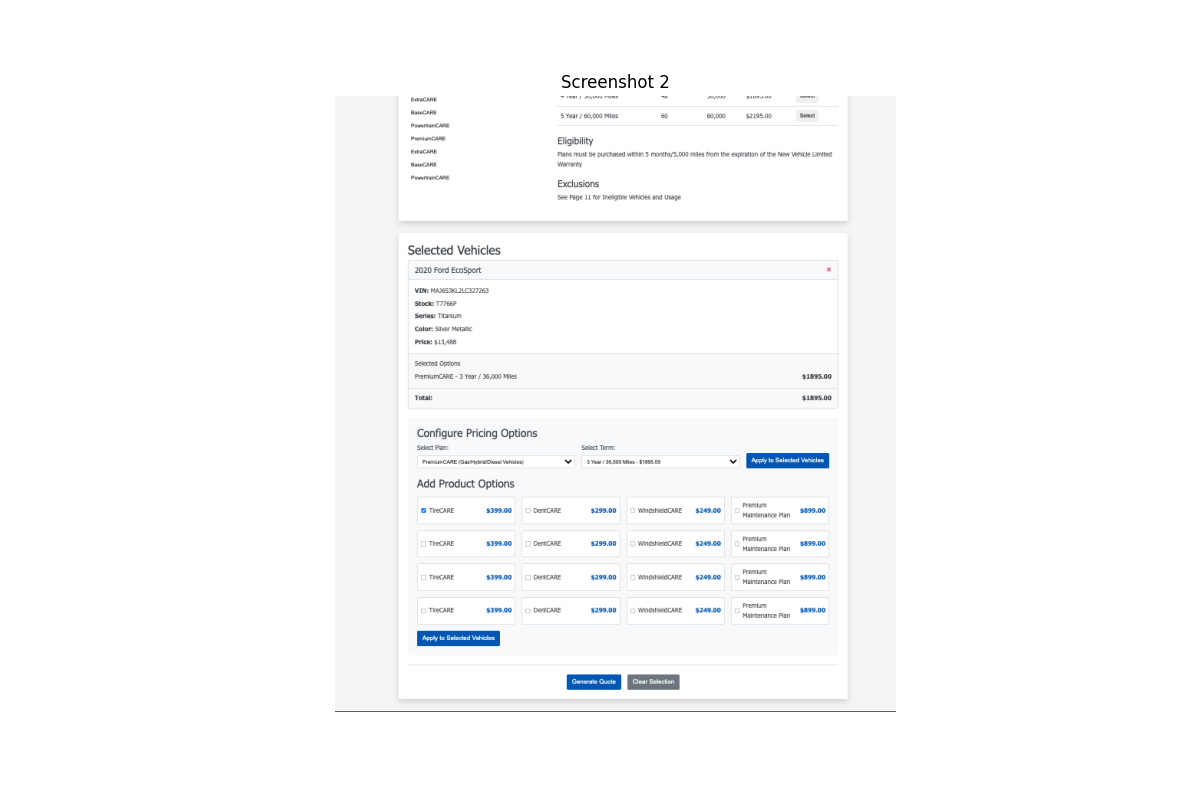 Screenshot 2
ExtraCARE
BaseCARE
PowertrainCARE
PremiumCARE
ExtraCARE
BaseCARE
PowertrainCARE
5 Year / 60,000 Miles 60 60,000 $2195.00 Select
Eligibility
Plans must be purchased within 5 months/5,000 miles from the expiration of the New Vehicle Limited
Warranty
Exclusions
See Page 11 for Ineligible Vehicles and Usage
Selected Vehicles
2020 Ford EcoSport ×
VIN: MAJ6S3KL2LC327263
Stock: T7766P
Series: Titanium
Color: Silver Metallic
Price: $13,488
Selected Options
PremiumCARE - 3 Year / 36,000 Miles $1895.00
Total: $1895.00
Configure Pricing Options
Select Plan: Select Term:
PremiumCARE (Gas/Hybrid/Diesel Vehicles) 3 Year / 36,000 Miles - $1895.00 Apply to Selected Vehicles
Add Product Options
TireCARE $399.00 DentCARE $299.00 WindshieldCARE $249.00 Premium Maintenance Plan $899.00
TireCARE $399.00 DentCARE $299.00 WindshieldCARE $249.00 Premium Maintenance Plan $899.00
TireCARE $399.00 DentCARE $299.00 WindshieldCARE $249.00 Premium Maintenance Plan $899.00
TireCARE $399.00 DentCARE $299.00 WindshieldCARE $249.00 Premium Maintenance Plan $899.00
Apply to Selected Vehicles
Generate Quote Clear Selection